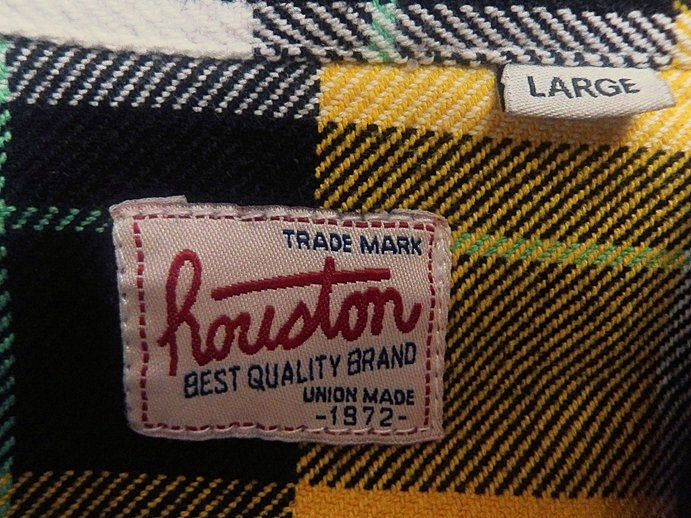 LARGE
TRADE MARK
houston
BEST QUALITY BRAND
UNION MADE
-1972-